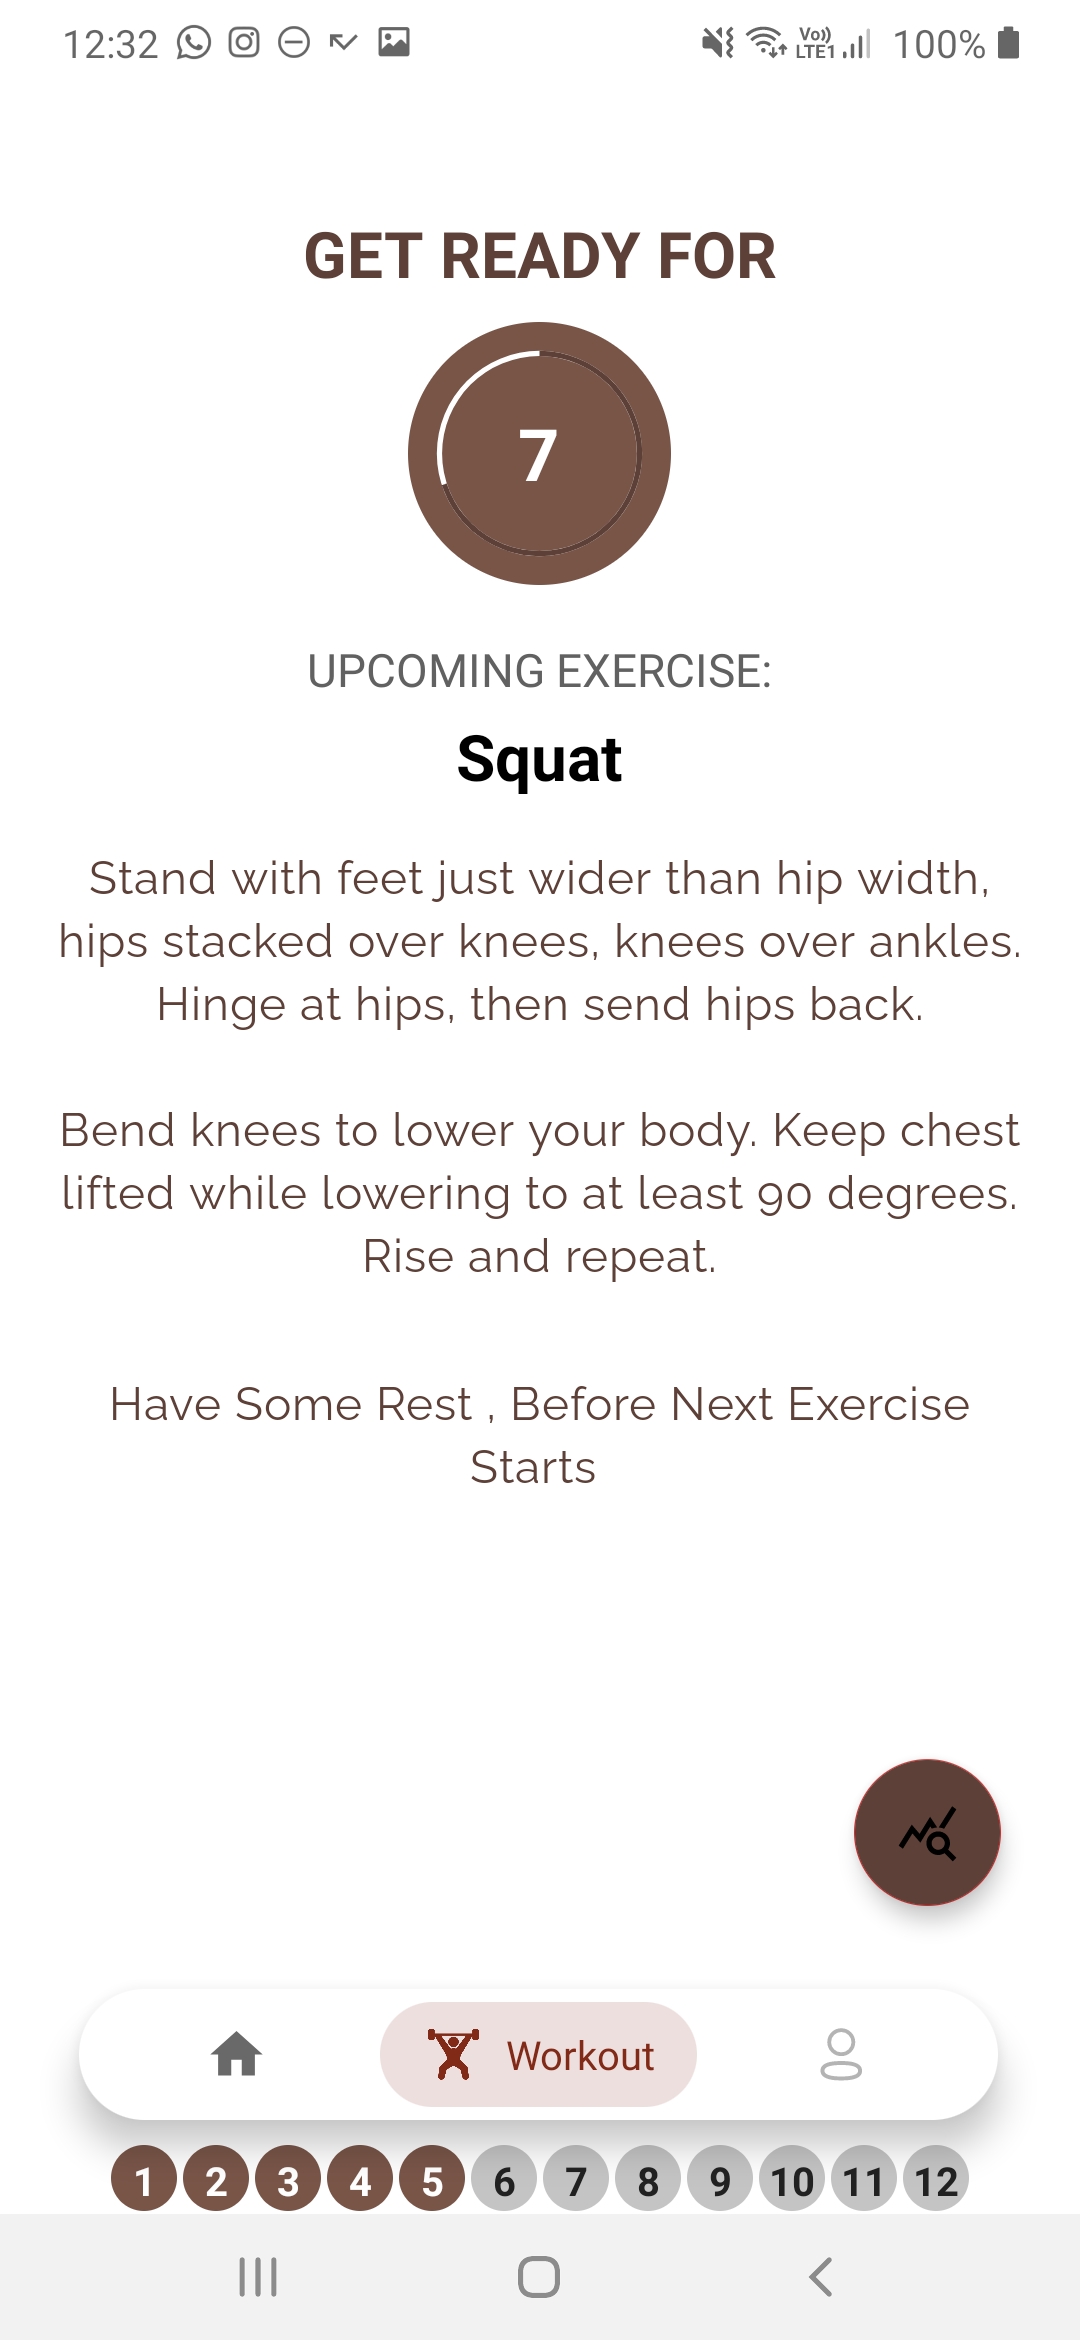 12:32
Vo)) LTE1 100%
GET READY FOR
7
UPCOMING EXERCISE:
Squat
Stand with feet just wider than hip width,
hips stacked over knees, knees over ankles.
Hinge at hips, then send hips back.
Bend knees to lower your body. Keep chest
lifted while lowering to at least 90 degrees.
Rise and repeat.
Have Some Rest , Before Next Exercise
Starts
Workout
1 2 3 4 5 6 7 8 9 10 11 12